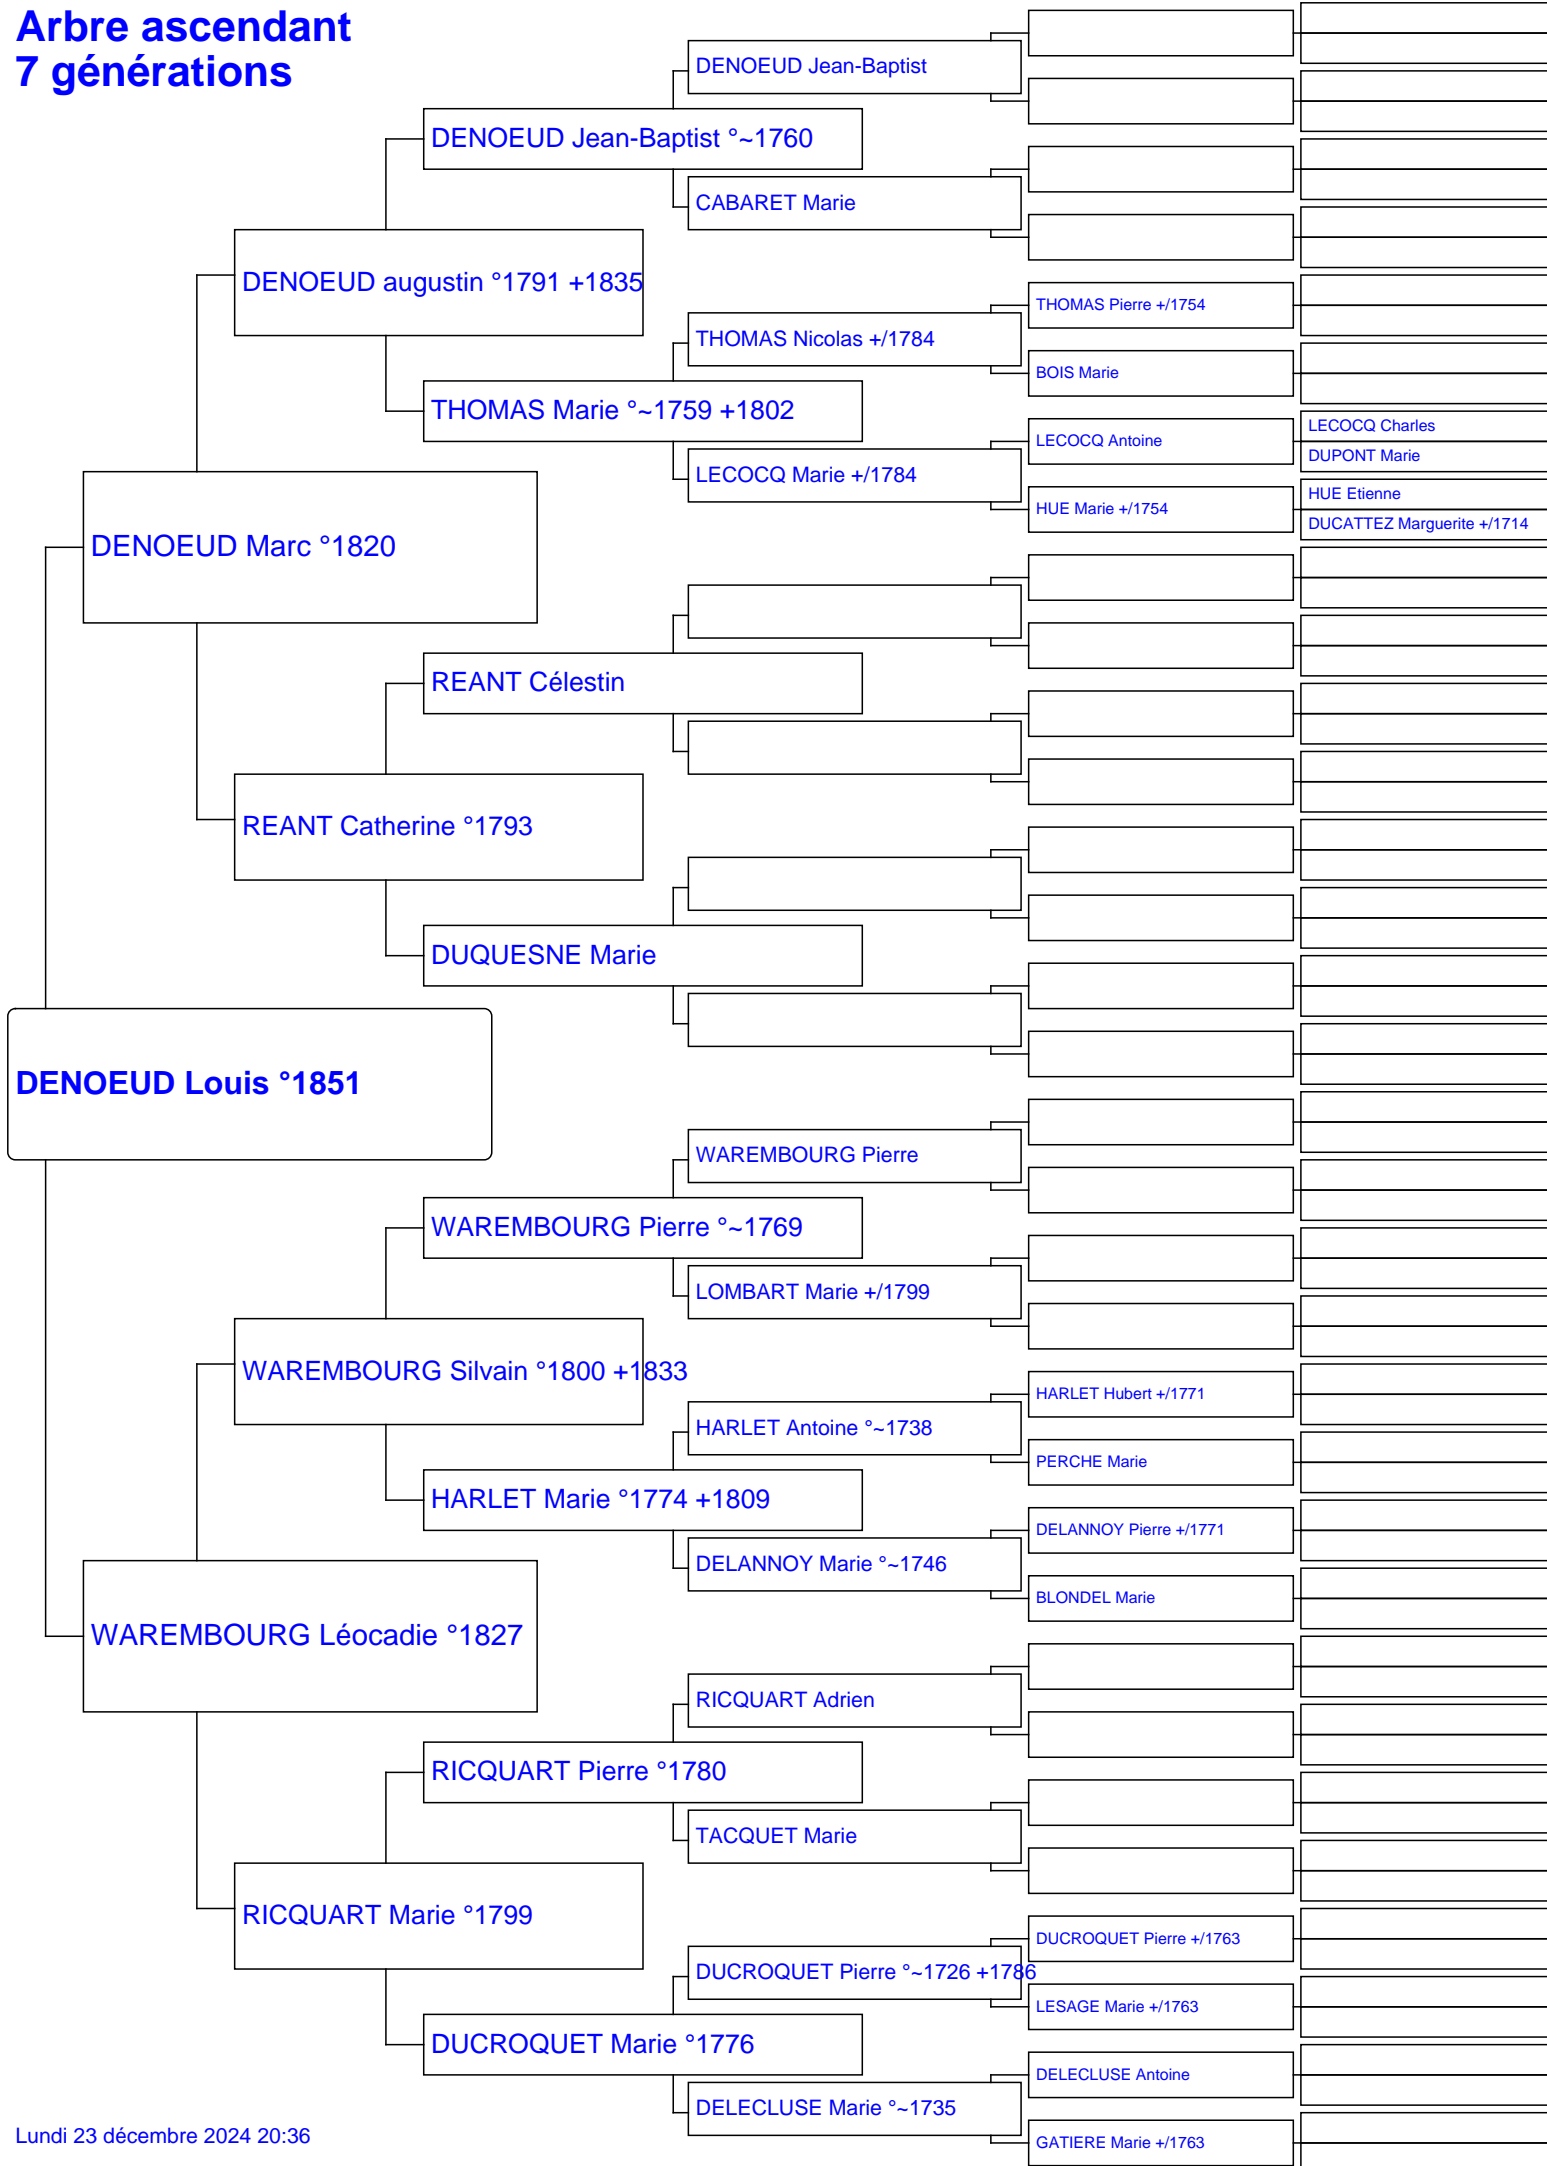 Arbre ascendant
7 générations
DENOEUD Jean-Baptist
DENOEUD Jean-Baptist °~1760
CABARET Marie
DENOEUD augustin °1791 +1835
THOMAS Pierre +/1754
THOMAS Nicolas +/1784
BOIS Marie
THOMAS Marie °~1759 +1802
LECOCQ Charles
LECOCQ Antoine
DUPONT Marie
LECOCQ Marie +/1784
HUE Etienne
HUE Marie +/1754
DUCATTEZ Marguerite +/1714
DENOEUD Marc °1820
REANT Célestin
REANT Catherine °1793
DUQUESNE Marie
DENOEUD Louis °1851
WAREMBOURG Pierre
WAREMBOURG Pierre °~1769
LOMBART Marie +/1799
WAREMBOURG Silvain °1800 +1833
HARLET Hubert +/1771
HARLET Antoine °~1738
PERCHE Marie
HARLET Marie °1774 +1809
DELANNOY Pierre +/1771
DELANNOY Marie °~1746
BLONDEL Marie
WAREMBOURG Léocadie °1827
RICQUART Adrien
RICQUART Pierre °1780
TACQUET Marie
RICQUART Marie °1799
DUCROQUET Pierre +/1763
DUCROQUET Pierre °~1726 +1786
LESAGE Marie +/1763
DUCROQUET Marie °1776
DELECLUSE Antoine
DELECLUSE Marie °~1735
GATIERE Marie +/1763
Lundi 23 décembre 2024 20:36